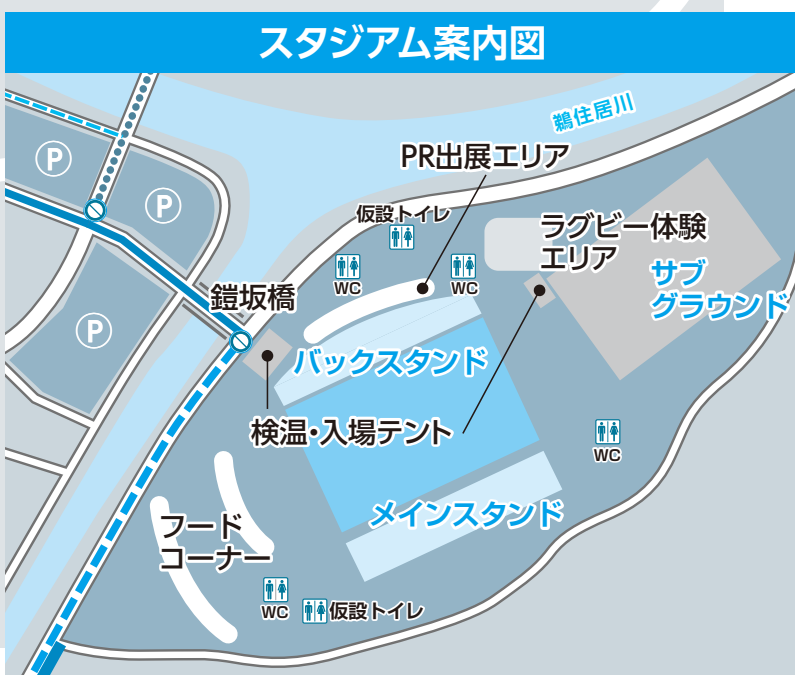 スタジアム案内図
鵜住居川
PR出展エリア
P
P
仮設トイレ
ラグビー体験
エリア
WC
WC
サブ
グラウンド
鎧坂橋
P
バックスタンド
検温・入場テント
WC
メインスタンド
フード
コーナー
WC
仮設トイレ